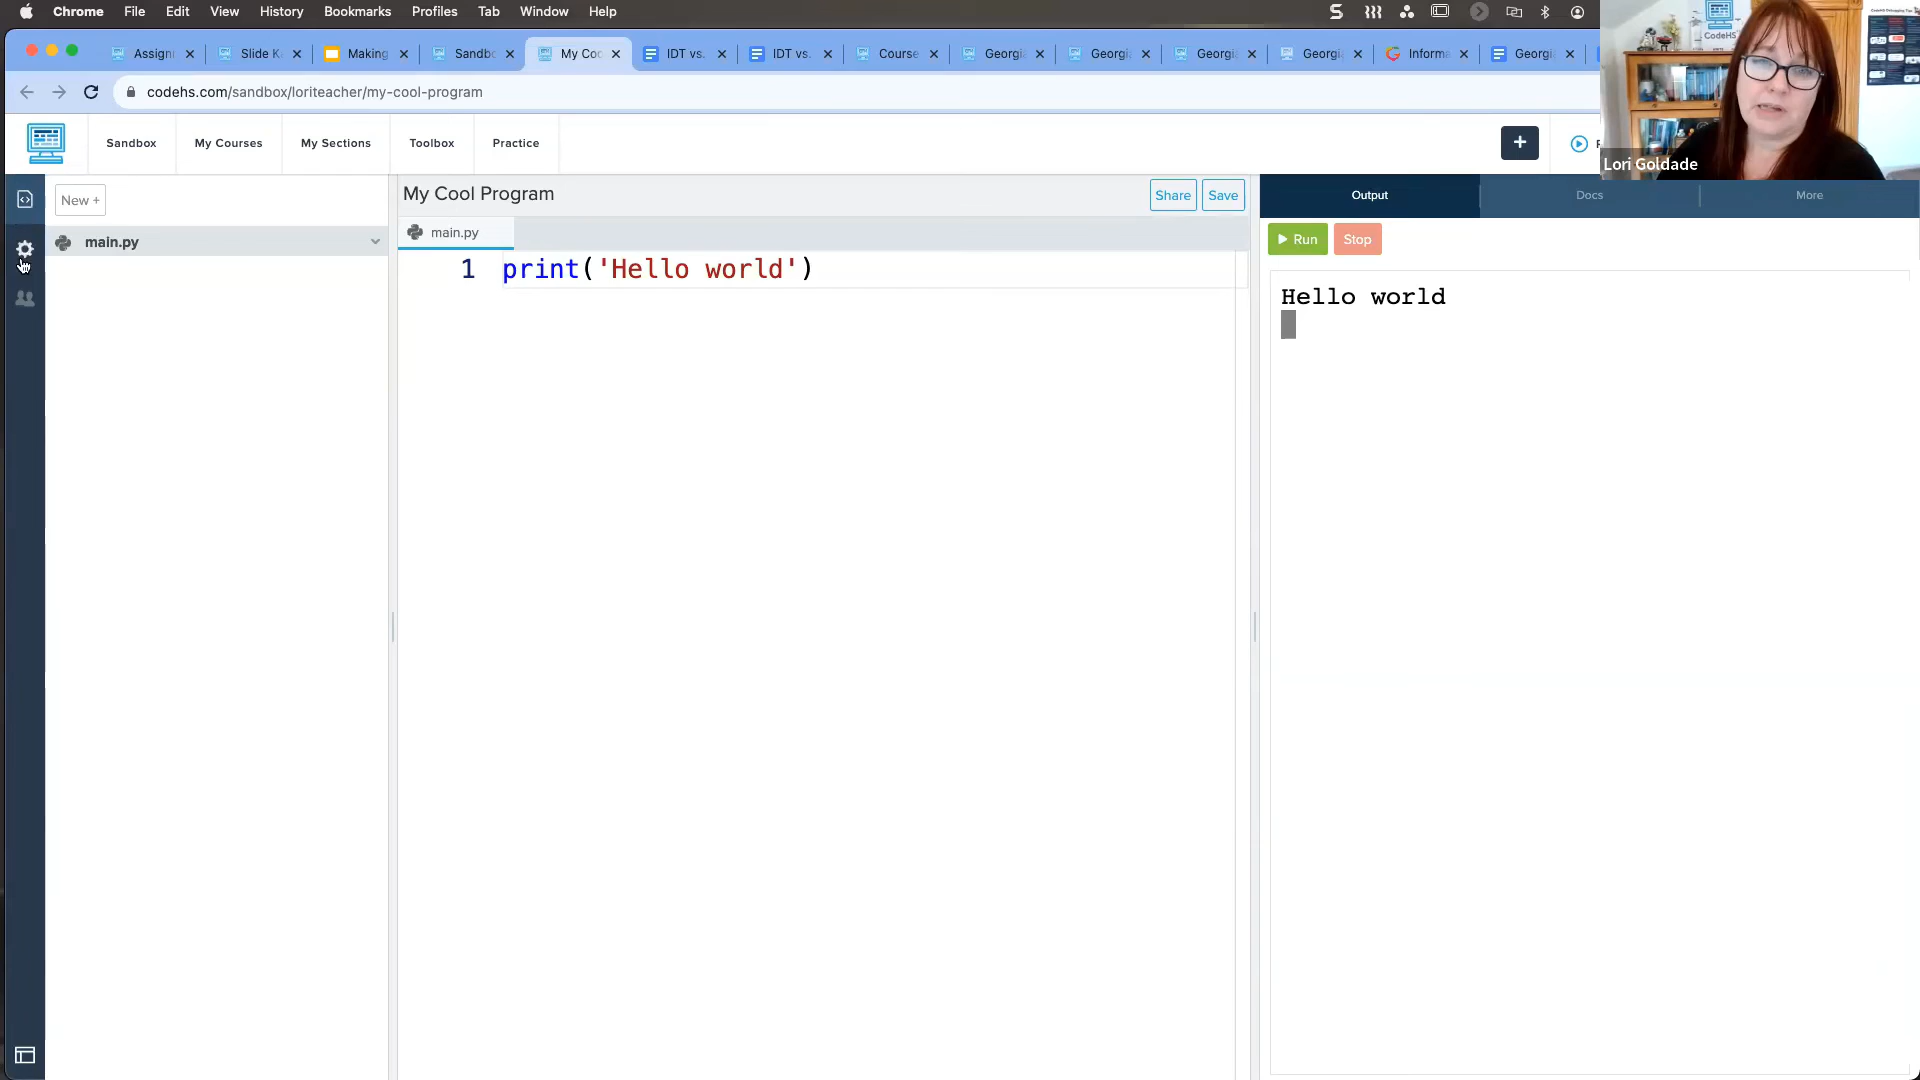 Chrome File Edit View History Bookmarks Profiles Tab Window Help
Assignı Slide K Making Sandbo My Coo IDT vs. IDT vs. Course Georgi Georgi Georgi Georgi Informa Georgi
codehs.com/sandbox/loriteacher/my-cool-program
Sandbox My Courses My Sections Toolbox Practice +
CodeHS
Lori Goldade
New +
main.py
My Cool Program Share Save
main.py
1 print('Hello world')
Output Docs More
Run Stop
Hello world